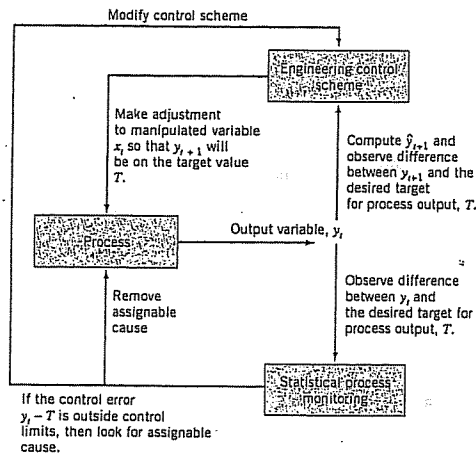 Modify control scheme
Engineering control
scheme
Make adjustment
to manipulated variable
x_t so that y_{t+1} will
be on the target value
T.
Compute ŷ_{t+1} and
observe difference
between y_{t+1} and the
desired target
for process output, T.
Process
Output variable, y_t
Remove
assignable
cause
Observe difference
between y_t and
the desired target for
process output, T.
Statistical process
monitoring
If the control error
y_t – T is outside control
limits, then look for assignable
cause.